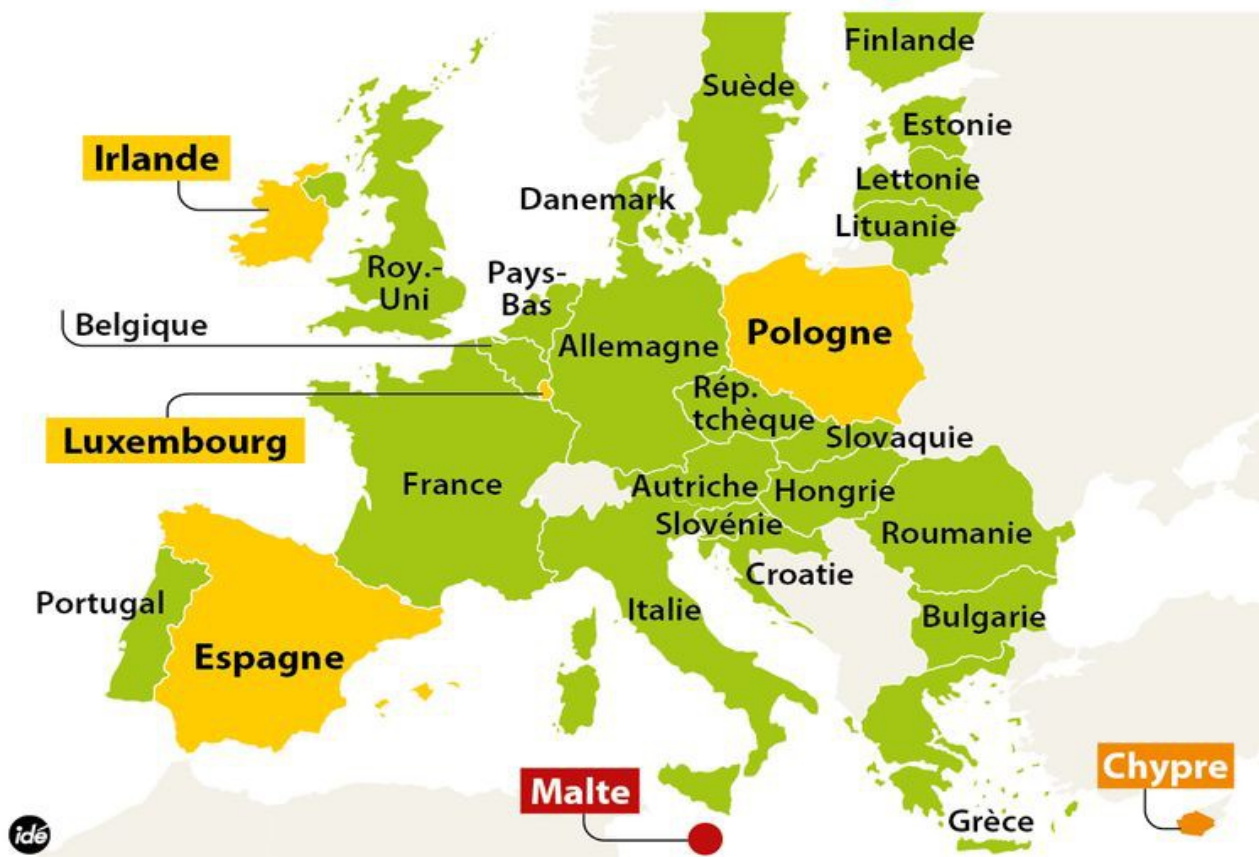 Finlande
Suède
Estonie
Irlande
Lettonie
Danemark
Lituanie
Roy.-
Uni
Pays-
Bas
Belgique
Pologne
Allemagne
Rép.
tchèque
Luxembourg
Slovaquie
France
Autriche
Hongrie
Slovénie
Roumanie
Croatie
Portugal
Italie
Bulgarie
Espagne
Chypre
Malte
Grèce
idé